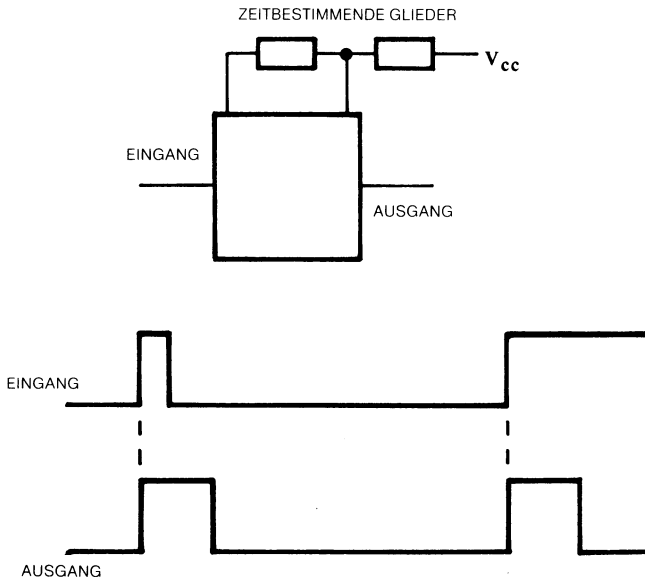 ZEITBESTIMMENDE GLIEDER
Vcc
EINGANG
AUSGANG
EINGANG
AUSGANG